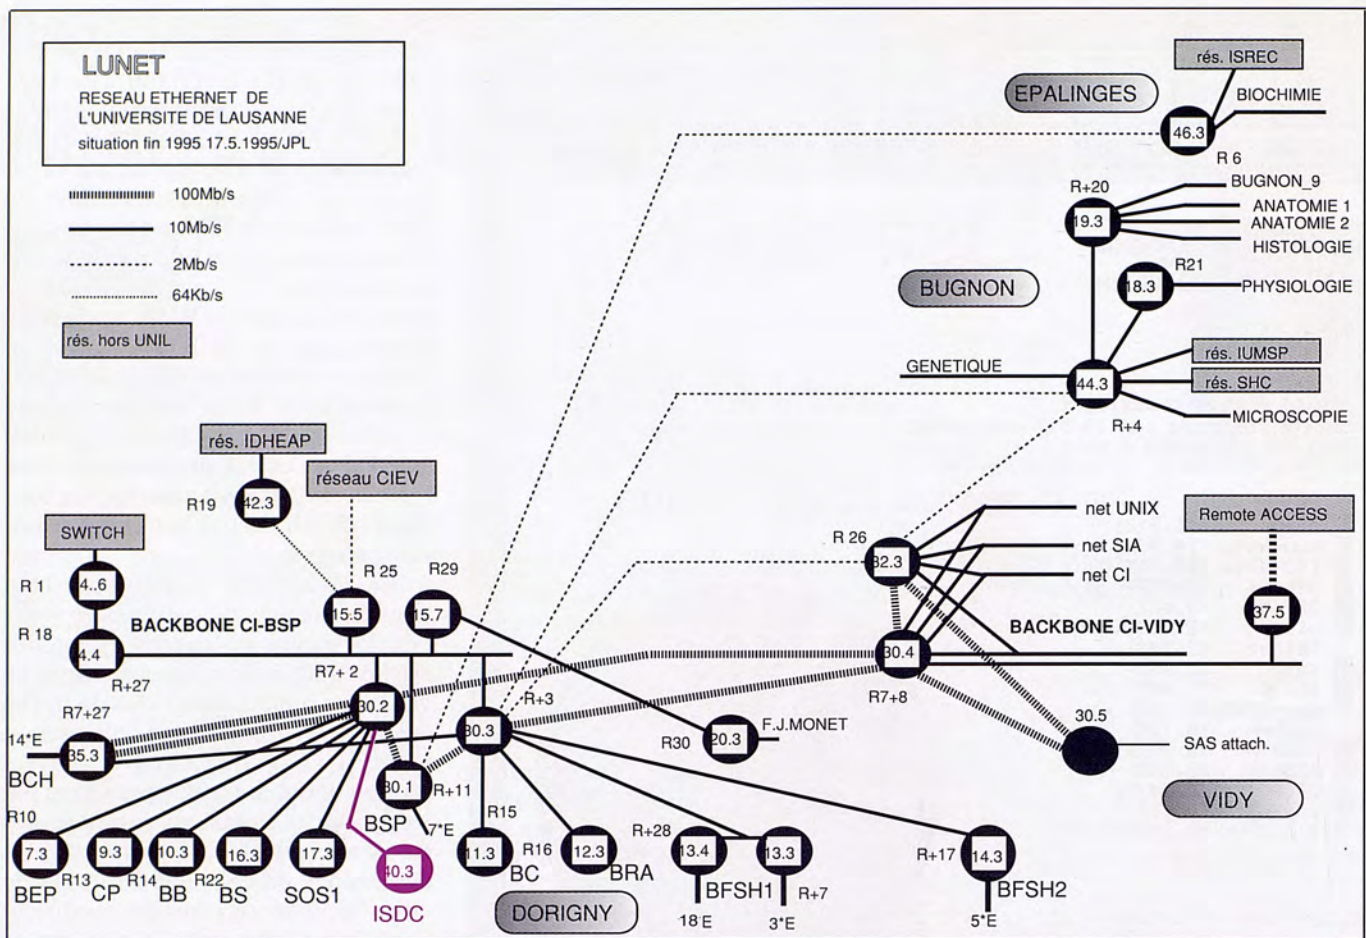 LUNET
RESEAU ETHERNET DE
L'UNIVERSITE DE LAUSANNE
situation fin 1995 17.5.1995/JPL
100Mb/s
10Mb/s
2Mb/s
64Kb/s
rés. hors UNIL
rés. ISREC
EPALINGES
BIOCHIMIE
46.3
R 6
R+20
BUGNON_9
19.3
ANATOMIE 1
ANATOMIE 2
HISTOLOGIE
R21
BUGNON
18.3
PHYSIOLOGIE
rés. IUMSP
GENETIQUE
44.3
rés. SHC
MICROSCOPIE
R+4
rés. IDHEAP
réseau CIEV
R19
42.3
SWITCH
net UNIX
Remote ACCESS
R 26
net SIA
32.3
net CI
R 1
4..6
R 25
R29
15.5
15.7
37.5
R 18
BACKBONE CI-BSP
BACKBONE CI-VIDY
4.4
30.4
R+27
R7+ 2
R7+8
R7+27
30.2
R+3
30.5
14*E
35.3
30.3
R30
20.3
F.J.MONET
SAS attach.
BCH
30.1
R+11
VIDY
BSP
7*E
R15
R10
7.3
R13
9.3
R14
10.3
R22
16.3
17.3
40.3
11.3
R16
12.3
R+28
13.4
13.3
R+17
14.3
BEP
CP
BB
BS
SOS1
ISDC
BC
BRA
BFSH1
R+7
BFSH2
DORIGNY
18*E
3*E
5*E